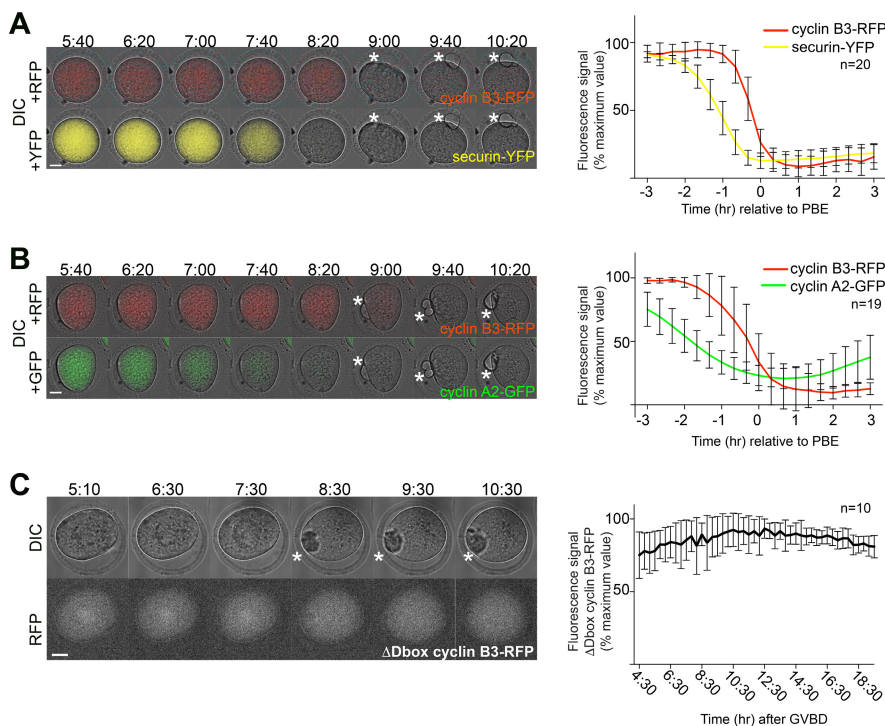 A
5:40 6:20 7:00 7:40 8:20 9:00 9:40 10:20
DIC
+RFP
* * *
cyclin B3-RFP
+YFP
* * *
securin-YFP
cyclin B3-RFP
securin-YFP
n=20
Fluorescence signal
(% maximum value)
100
50
-3 -2 -1 0 1 2 3
Time (hr) relative to PBE
B
5:40 6:20 7:00 7:40 8:20 9:00 9:40 10:20
DIC
+RFP
* * *
cyclin B3-RFP
+GFP
* * *
cyclin A2-GFP
cyclin B3-RFP
cyclin A2-GFP
n=19
Fluorescence signal
(% maximum value)
100
50
-3 -2 -1 0 1 2 3
Time (hr) relative to PBE
C
5:10 6:30 7:30 8:30 9:30 10:30
DIC
* * *
RFP
ΔDbox cyclin B3-RFP
n=10
Fluorescence signal
ΔDbox cyclin B3-RFP
(% maximum value)
100
50
4:30 6:30 8:30 10:30 12:30 14:30 16:30 18:30
Time (hr) after GVBD